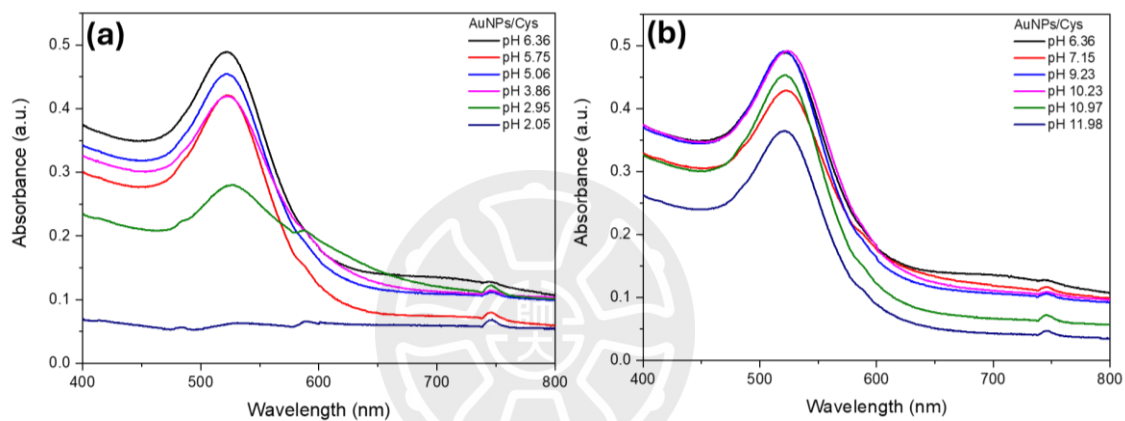 (a)
AuNPs/Cys
pH 6.36
pH 5.75
pH 5.06
pH 3.86
pH 2.95
pH 2.05
Absorbance (a.u.)
0.5
0.4
0.3
0.2
0.1
0.0
400 500 600 700 800
Wavelength (nm)
(b)
AuNPs/Cys
pH 6.36
pH 7.15
pH 9.23
pH 10.23
pH 10.97
pH 11.98
Absorbance (a.u.)
0.5
0.4
0.3
0.2
0.1
0.0
400 500 600 700 800
Wavelength (nm)